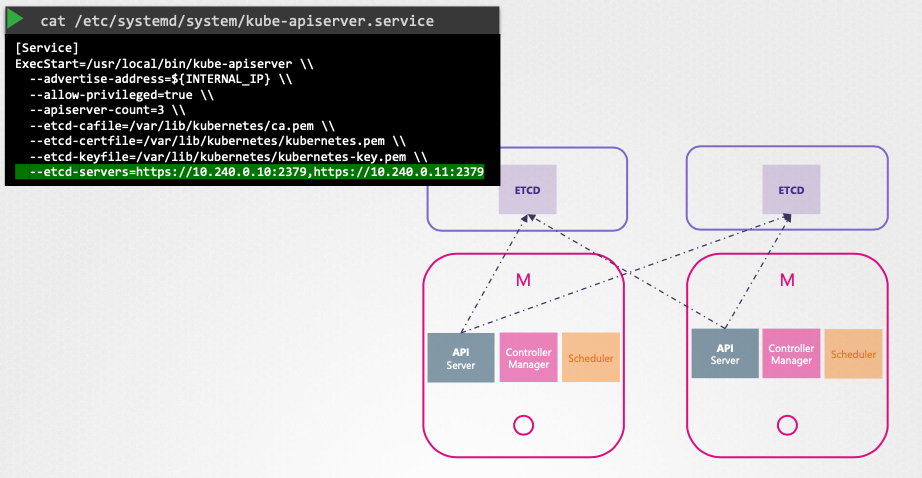 cat /etc/systemd/system/kube-apiserver.service
[Service]
ExecStart=/usr/local/bin/kube-apiserver \\
--advertise-address=${INTERNAL_IP} \\
--allow-privileged=true \\
--apiserver-count=3 \\
--etcd-cafile=/var/lib/kubernetes/ca.pem \\
--etcd-certfile=/var/lib/kubernetes/kubernetes.pem \\
--etcd-keyfile=/var/lib/kubernetes/kubernetes-key.pem \\
--etcd-servers=https://10.240.0.10:2379,https://10.240.0.11:2379
ETCD
ETCD
M
M
API
Server
Controller
Manager
Scheduler
API
Server
Controller
Manager
Scheduler